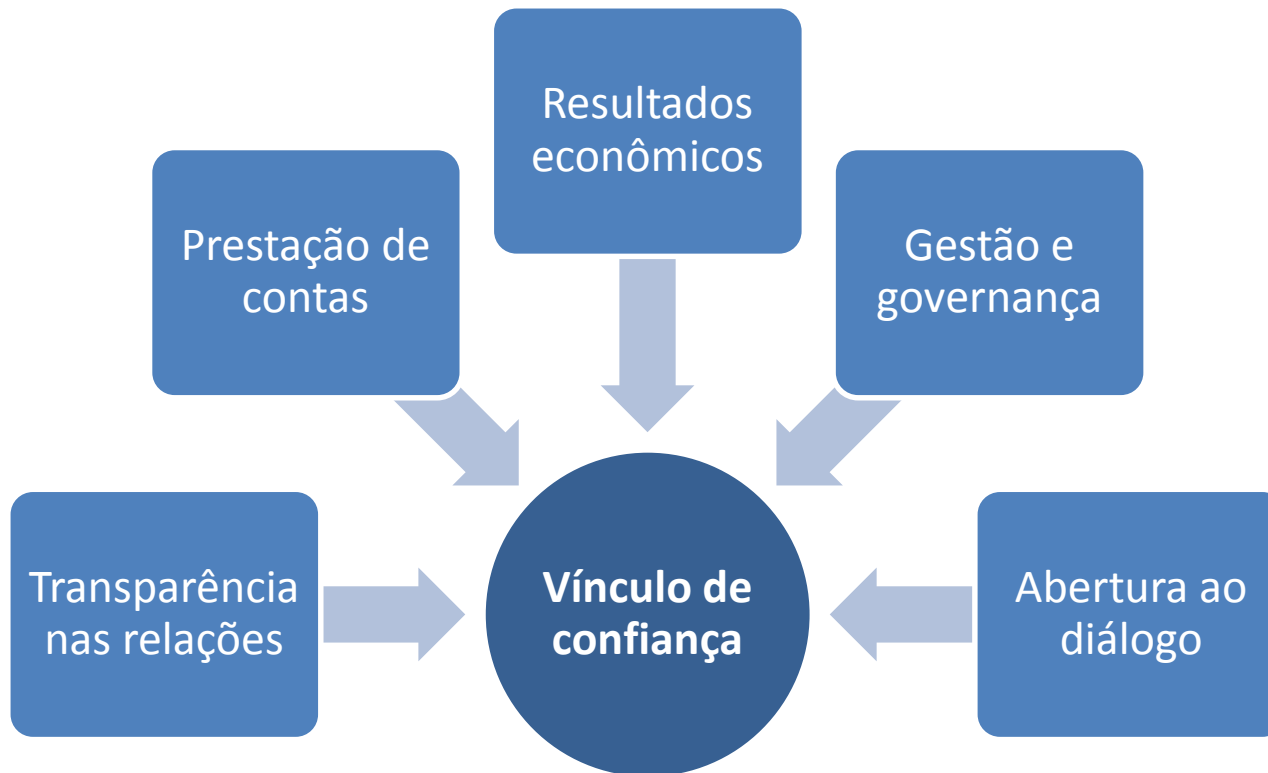 Resultados
econômicos
Prestação de
contas
Gestão e
governança
Transparência
nas relações
Vínculo de
confiança
Abertura ao
diálogo